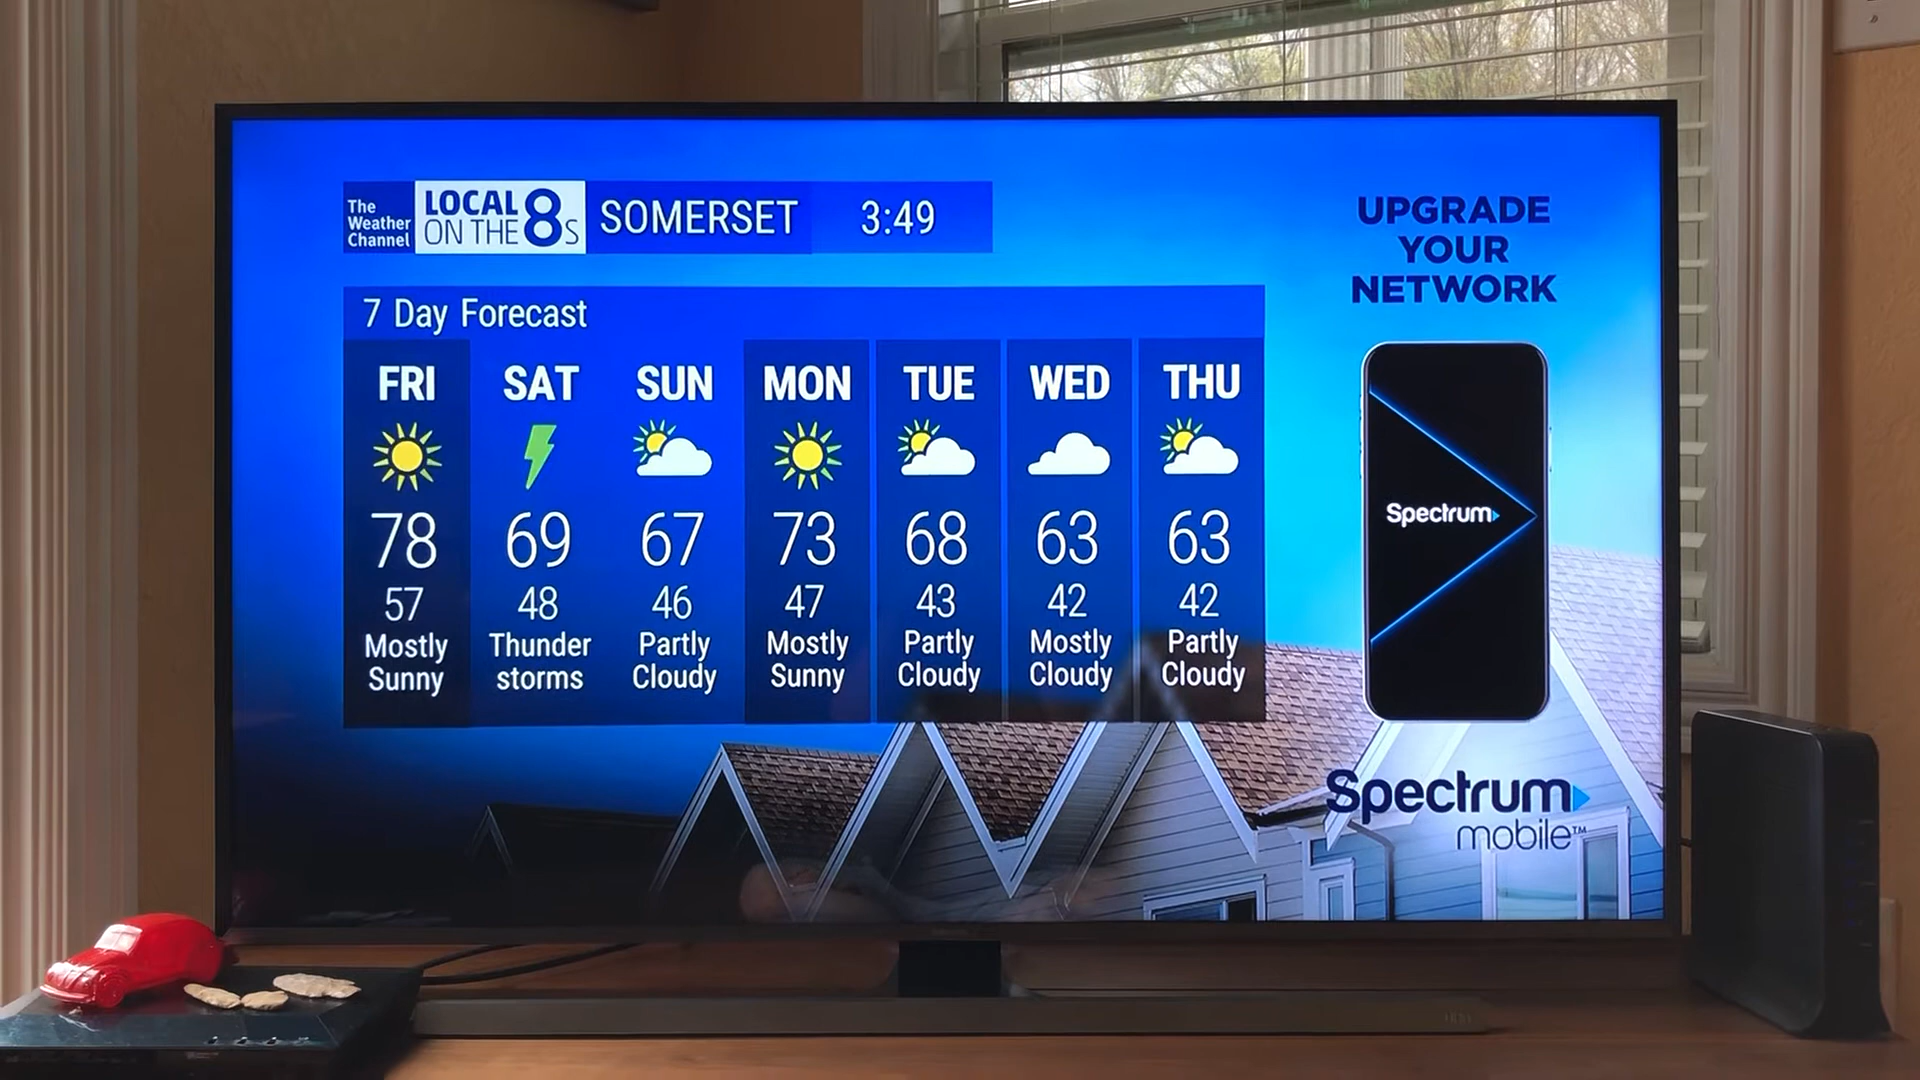 The
Weather
Channel
LOCAL
ON THE 8s
SOMERSET
3:49
UPGRADE
YOUR
NETWORK
7 Day Forecast
FRI SAT SUN MON TUE WED THU
78 69 67 73 68 63 63
57 48 46 47 43 42 42
Mostly Thunder Partly Mostly Partly Mostly Partly
Sunny storms Cloudy Sunny Cloudy Cloudy Cloudy
Spectrum
Spectrum
mobile™